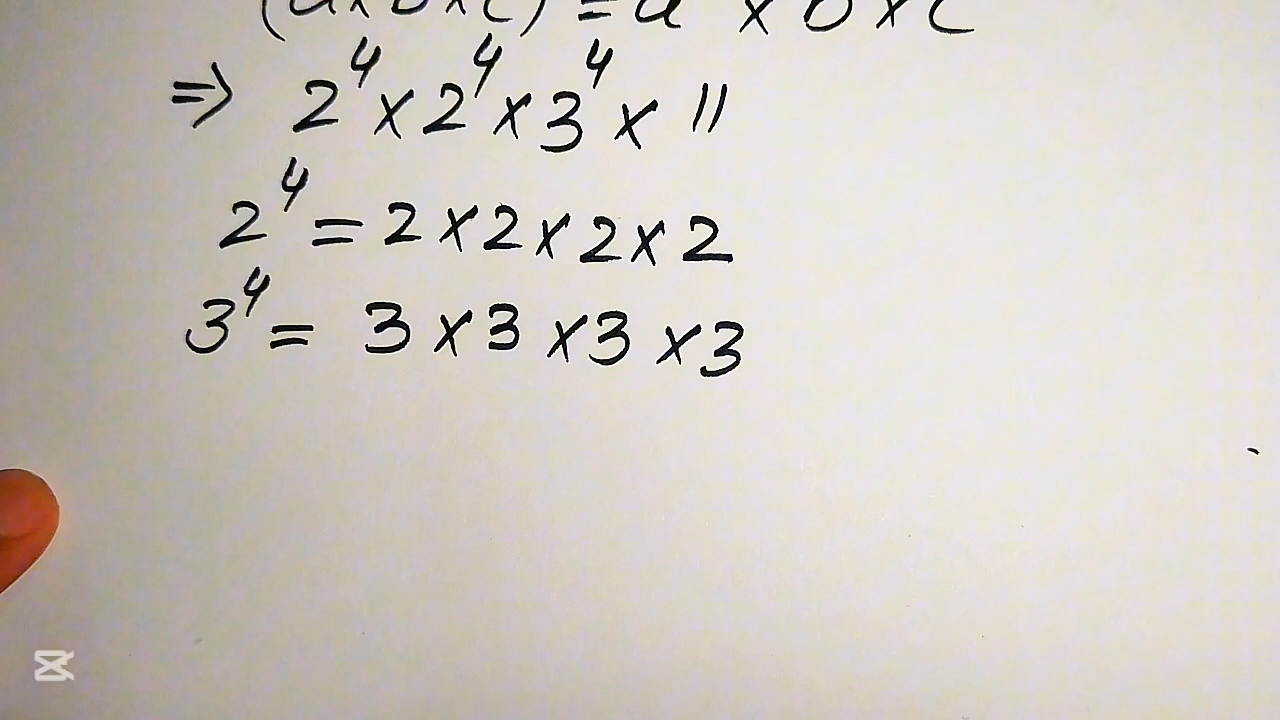 (a×b×c) = a × b × c
⇒ 2⁴ × 2⁴ × 3⁴ × 11
2⁴ = 2 × 2 × 2 × 2
3⁴ = 3 × 3 × 3 × 3